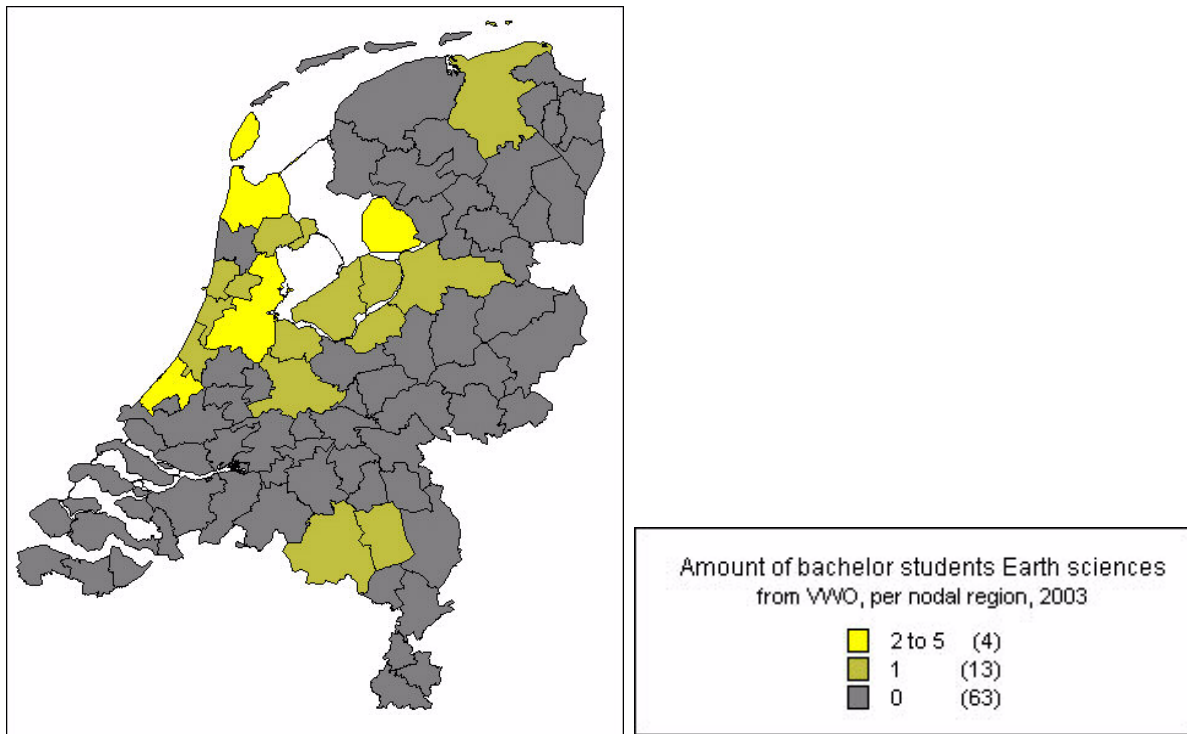 Amount of bachelor students Earth sciences
from VWO, per nodal region, 2003
2 to 5 (4)
1 (13)
0 (63)